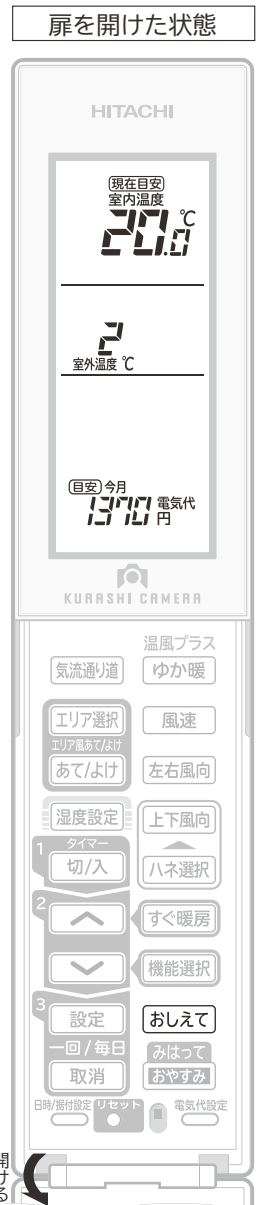 扉を開けた状態
HITACHI
現在目安
室内温度
20.0℃
2
室外温度 ℃
目安 今月
1370 電気代
円
KURASHI CAMERA
温風プラス
気流通り道 ゆか暖
エリア選択 風速
エリア風あて/よけ
あて/よけ 左右風向
湿度設定 上下風向
1 タイマー
切/入 ハネ選択
2 すぐ暖房
機能選択
3
設定 おしえて
一回/毎日 みはって
取消 おやすみ
日時/据付設定 リセット 電気代設定
開ける